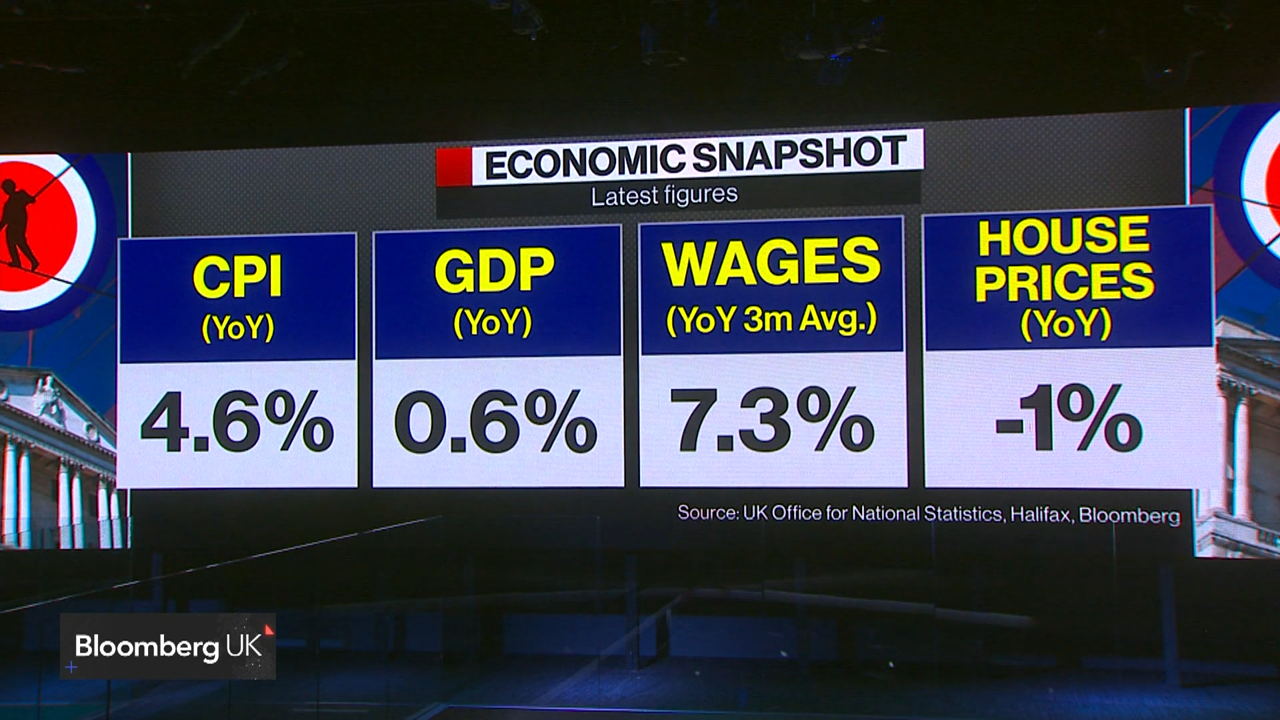 ECONOMIC SNAPSHOT
Latest figures
CPI
(YoY)
4.6%
GDP
(YoY)
0.6%
WAGES
(YoY 3m Avg.)
7.3%
HOUSE
PRICES
(YoY)
-1%
Source: UK Office for National Statistics, Halifax, Bloomberg
Bloomberg UK